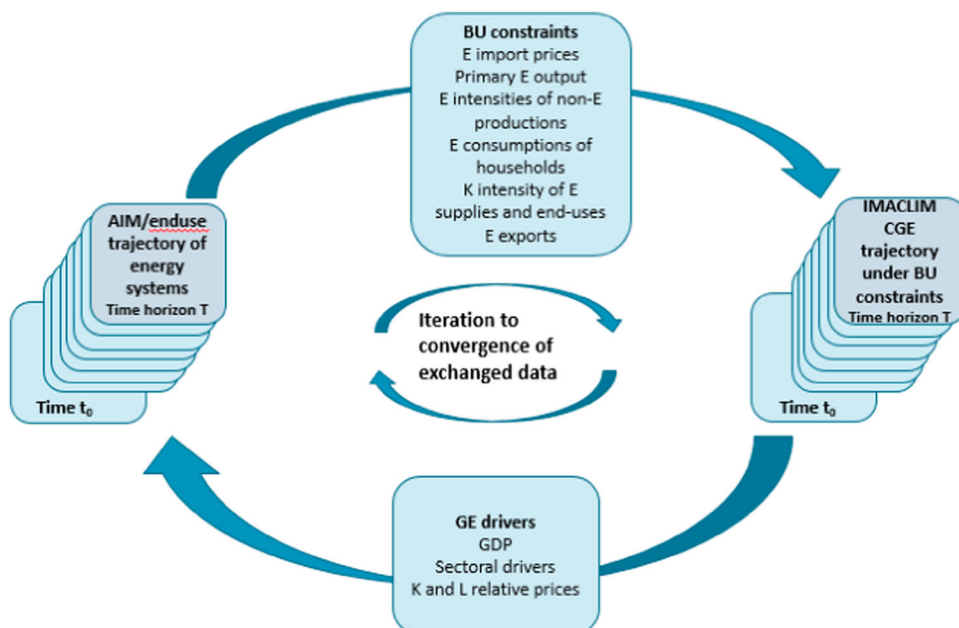 BU constraints
E import prices
Primary E output
E intensities of non-E
productions
E consumptions of
households
K intensity of E
supplies and end-uses
E exports
AIM/enduse
trajectory of
energy
systems
Time horizon T
Time t₀
IMACLIM
CGE
trajectory
under BU
constraints
Time horizon T
Time t₀
Iteration to
convergence of
exchanged data
GE drivers
GDP
Sectoral drivers
K and L relative prices